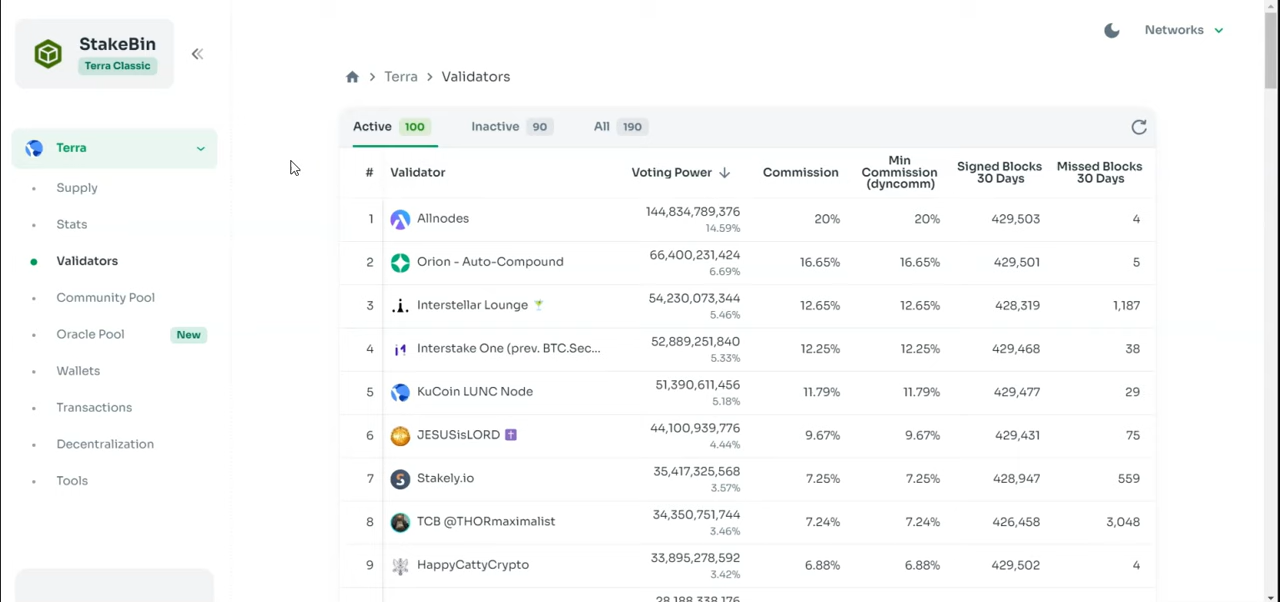 StakeBin
Terra Classic
Networks
Terra > Validators
Terra
Supply
Stats
Validators
Community Pool
Oracle Pool New
Wallets
Transactions
Decentralization
Tools
Active 100 Inactive 90 All 190
# Validator Voting Power Commission Min Commission (dyncomm) Signed Blocks 30 Days Missed Blocks 30 Days
1 Allnodes 144,834,789,376 20% 20% 429,503 4
14.59%
2 Orion - Auto-Compound 66,400,231,424 16.65% 16.65% 429,501 5
6.69%
3 Interstellar Lounge 54,230,073,344 12.65% 12.65% 428,319 1,187
5.46%
4 Interstake One (prev. BTC.Sec... 52,889,251,840 12.25% 12.25% 429,468 38
5.33%
5 KuCoin LUNC Node 51,390,611,456 11.79% 11.79% 429,477 29
5.18%
6 JESUSisLORD 44,100,939,776 9.67% 9.67% 429,431 75
4.44%
7 Stakely.io 35,417,325,568 7.25% 7.25% 428,947 559
3.57%
8 TCB @THORmaximalist 34,350,751,744 7.24% 7.24% 426,458 3,048
3.46%
9 HappyCattyCrypto 33,895,278,592 6.88% 6.88% 429,502 4
3.42%
28,188,338,176